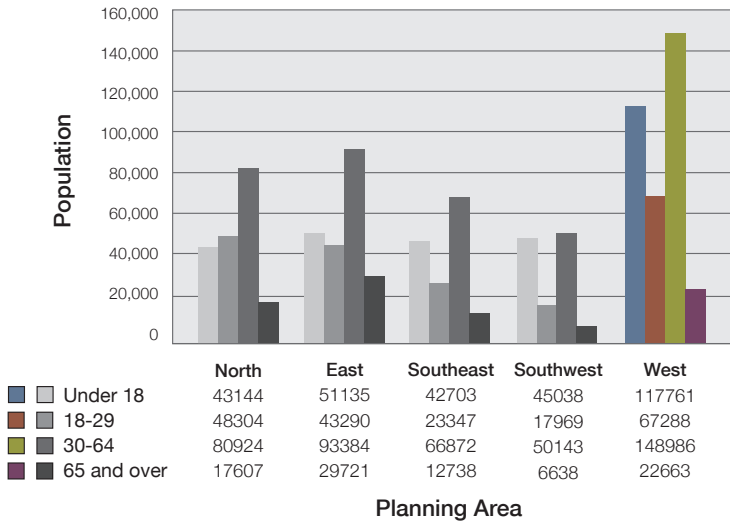 160,000
140,000
120,000
100,000
80,000
60,000
40,000
20,000
0
Population
North East Southeast Southwest West
Under 18 43144 51135 42703 45038 117761
18-29 48304 43290 23347 17969 67288
30-64 80924 93384 66872 50143 148986
65 and over 17607 29721 12738 6638 22663
Planning Area